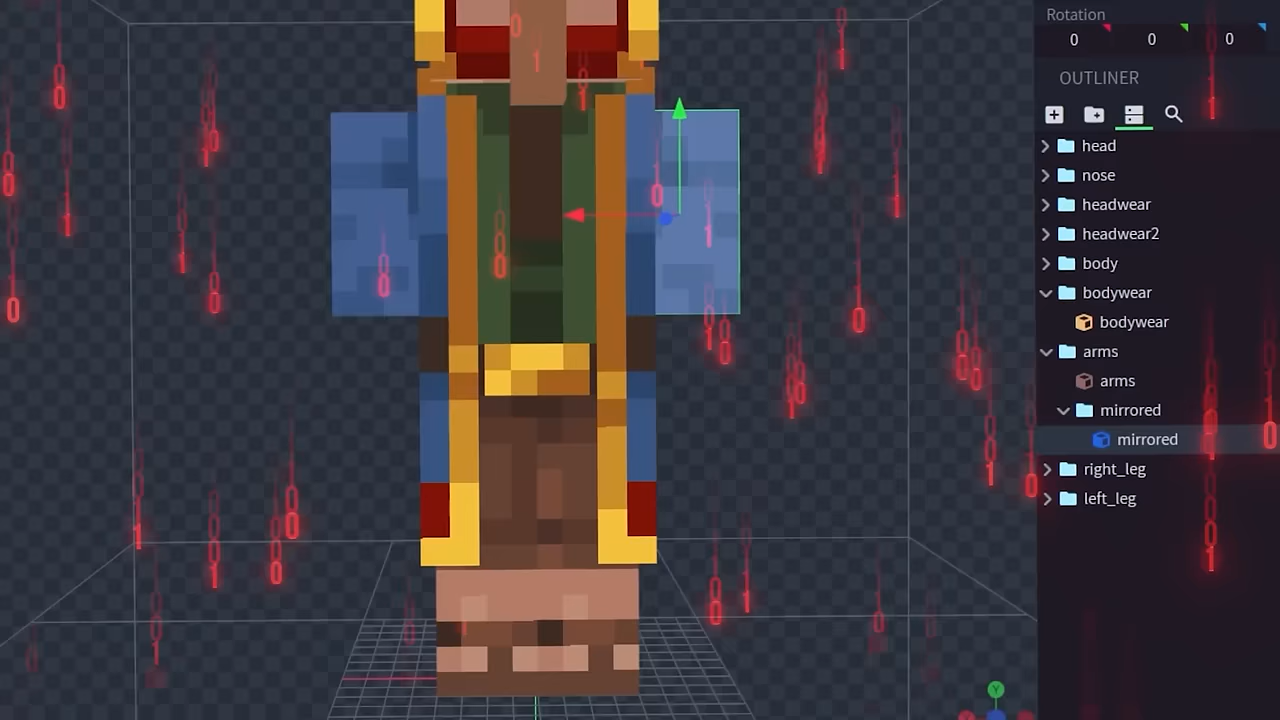 Rotation
0 0 0
OUTLINER
head
nose
headwear
headwear2
body
bodywear
bodywear
arms
arms
mirrored
mirrored
right_leg
left_leg
Y